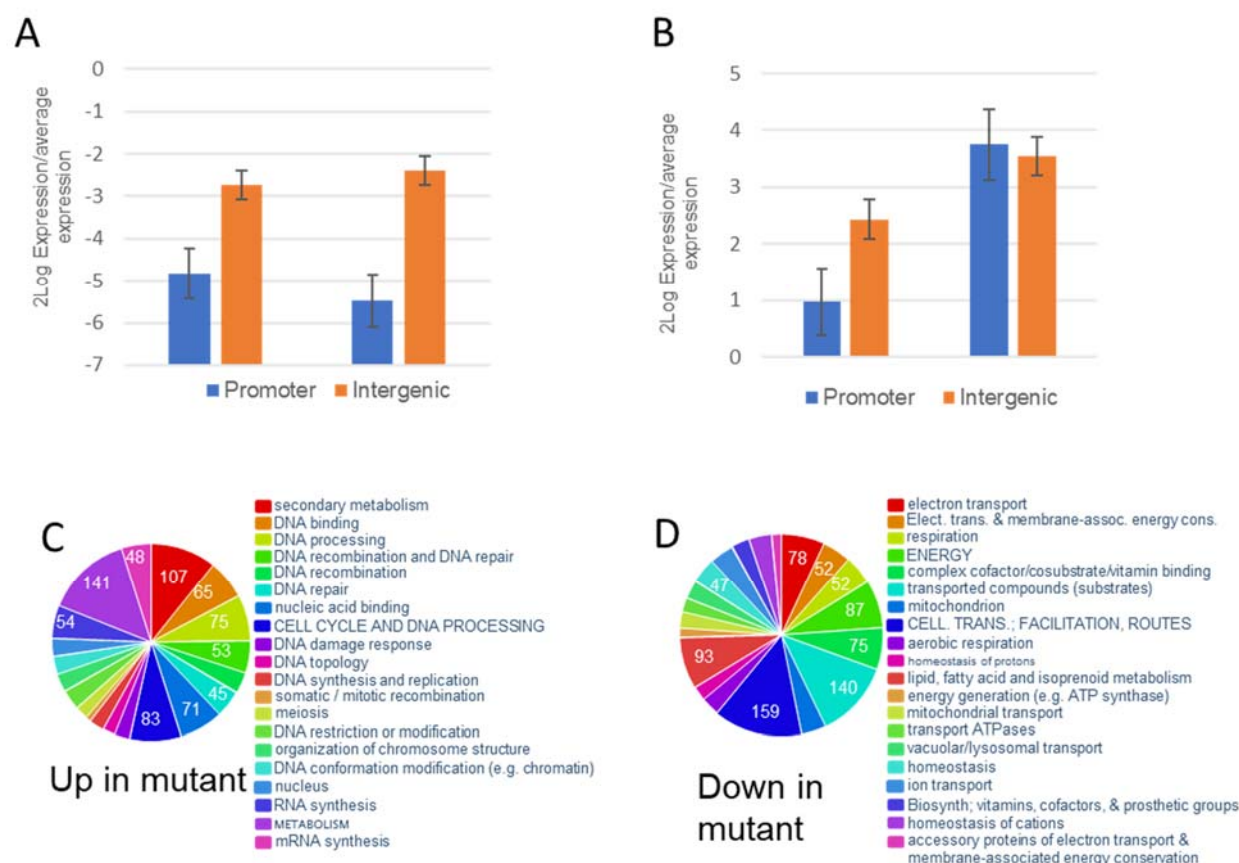 A
0
-1
-2
-3
-4
-5
-6
-7
2Log Expression/average
expression
Promoter Intergenic
B
5
4
3
2
1
0
2Log Expression/average
expression
Promoter Intergenic
C
48
107
65
75
53
45
71
83
54
141
Up in mutant
secondary metabolism
DNA binding
DNA processing
DNA recombination and DNA repair
DNA recombination
DNA repair
nucleic acid binding
CELL CYCLE AND DNA PROCESSING
DNA damage response
DNA topology
DNA synthesis and replication
somatic / mitotic recombination
meiosis
DNA restriction or modification
organization of chromosome structure
DNA conformation modification (e.g. chromatin)
nucleus
RNA synthesis
METABOLISM
mRNA synthesis
D
78
52
52
87
75
140
159
93
47
Down in
mutant
electron transport
Elect. trans. & membrane-assoc. energy cons.
respiration
ENERGY
complex cofactor/cosubstrate/vitamin binding
transported compounds (substrates)
mitochondrion
CELL. TRANS.; FACILITATION, ROUTES
aerobic respiration
homeostasis of protons
lipid, fatty acid and isoprenoid metabolism
energy generation (e.g. ATP synthase)
mitochondrial transport
transport ATPases
vacuolar/lysosomal transport
homeostasis
ion transport
Biosynth; vitamins, cofactors, & prosthetic groups
homeostasis of cations
accessory proteins of electron transport &
membrane-associated energy conservation